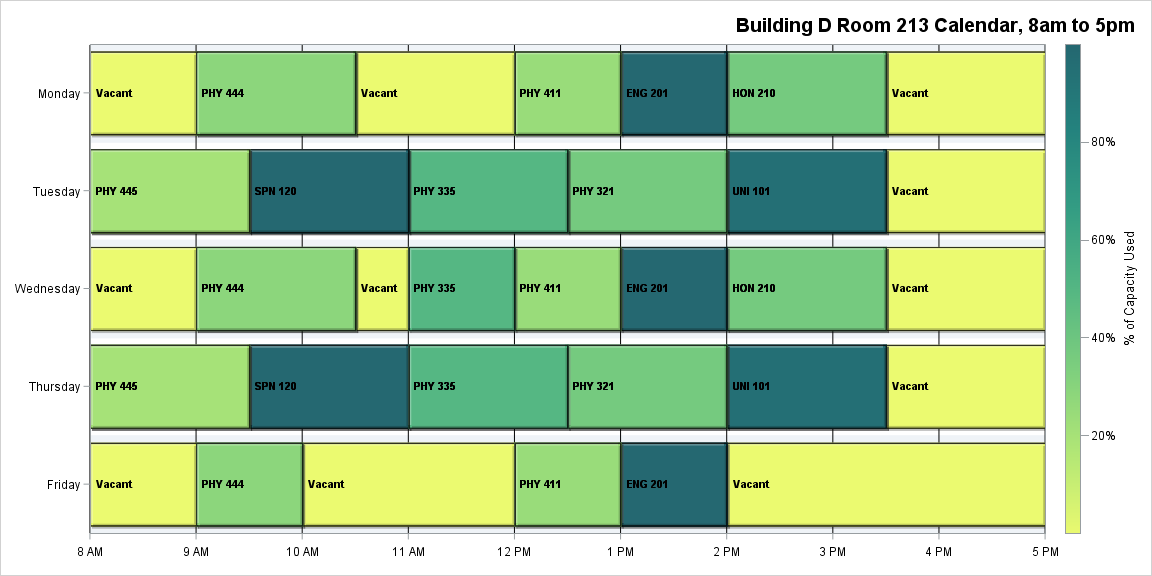 Building D Room 213 Calendar, 8am to 5pm
Monday
Vacant
PHY 444
Vacant
PHY 411
ENG 201
HON 210
Vacant
Tuesday
PHY 445
SPN 120
PHY 335
PHY 321
UNI 101
Vacant
Wednesday
Vacant
PHY 444
Vacant
PHY 335
PHY 411
ENG 201
HON 210
Vacant
Thursday
PHY 445
SPN 120
PHY 335
PHY 321
UNI 101
Vacant
Friday
Vacant
PHY 444
Vacant
PHY 411
ENG 201
Vacant
8 AM
9 AM
10 AM
11 AM
12 PM
1 PM
2 PM
3 PM
4 PM
5 PM
80%
60%
40%
20%
% of Capacity Used